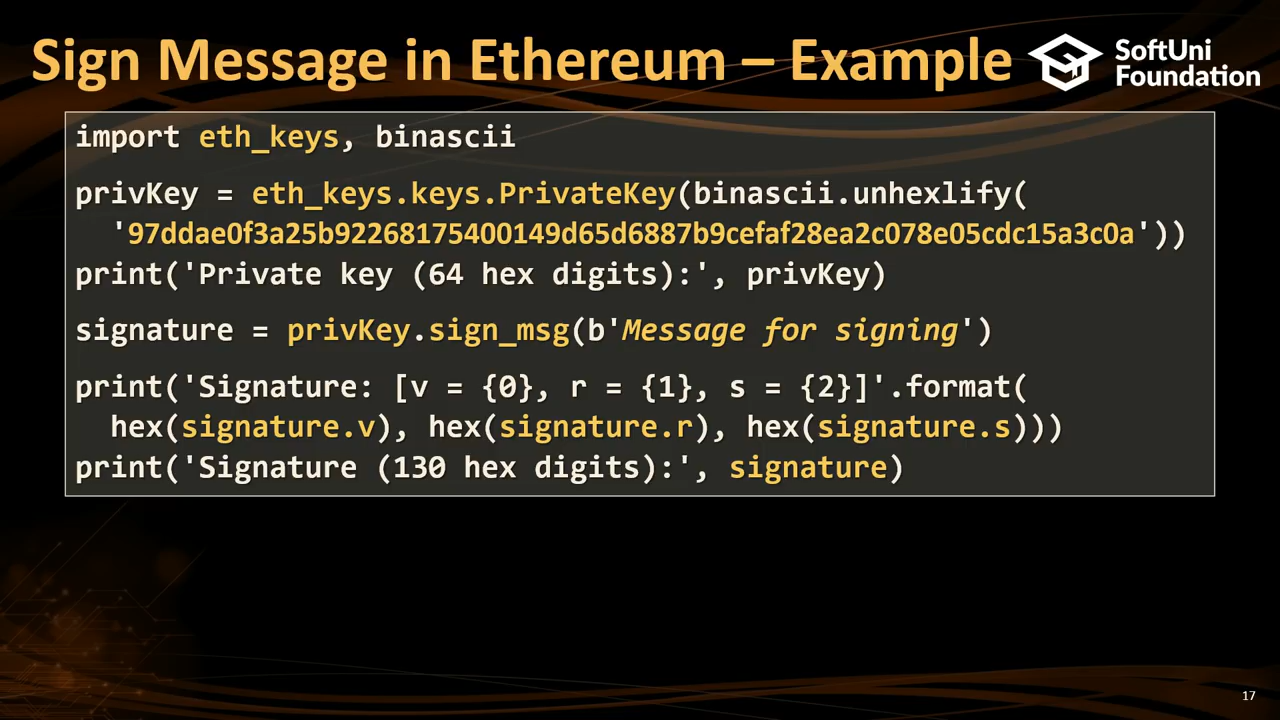 Sign Message in Ethereum – Example
SoftUni
Foundation
import eth_keys, binascii
privKey = eth_keys.keys.PrivateKey(binascii.unhexlify(
'97ddae0f3a25b92268175400149d65d6887b9cefaf28ea2c078e05cdc15a3c0a'))
print('Private key (64 hex digits):', privKey)
signature = privKey.sign_msg(b'Message for signing')
print('Signature: [v = {0}, r = {1}, s = {2}]'.format(
hex(signature.v), hex(signature.r), hex(signature.s)))
print('Signature (130 hex digits):', signature)
17